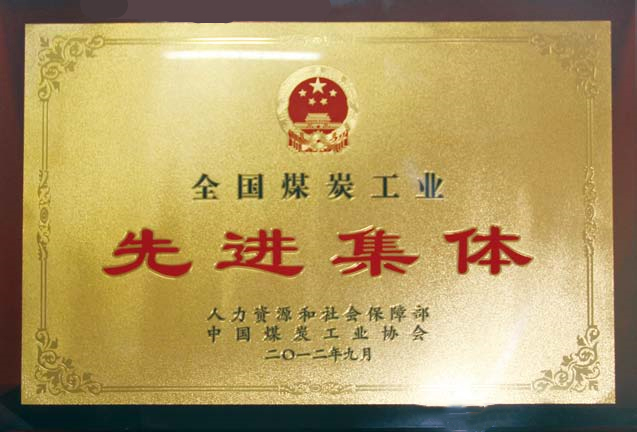 全国煤炭工业
先进集体
人力资源和社会保障部
中国煤炭工业协会
二〇一二年九月